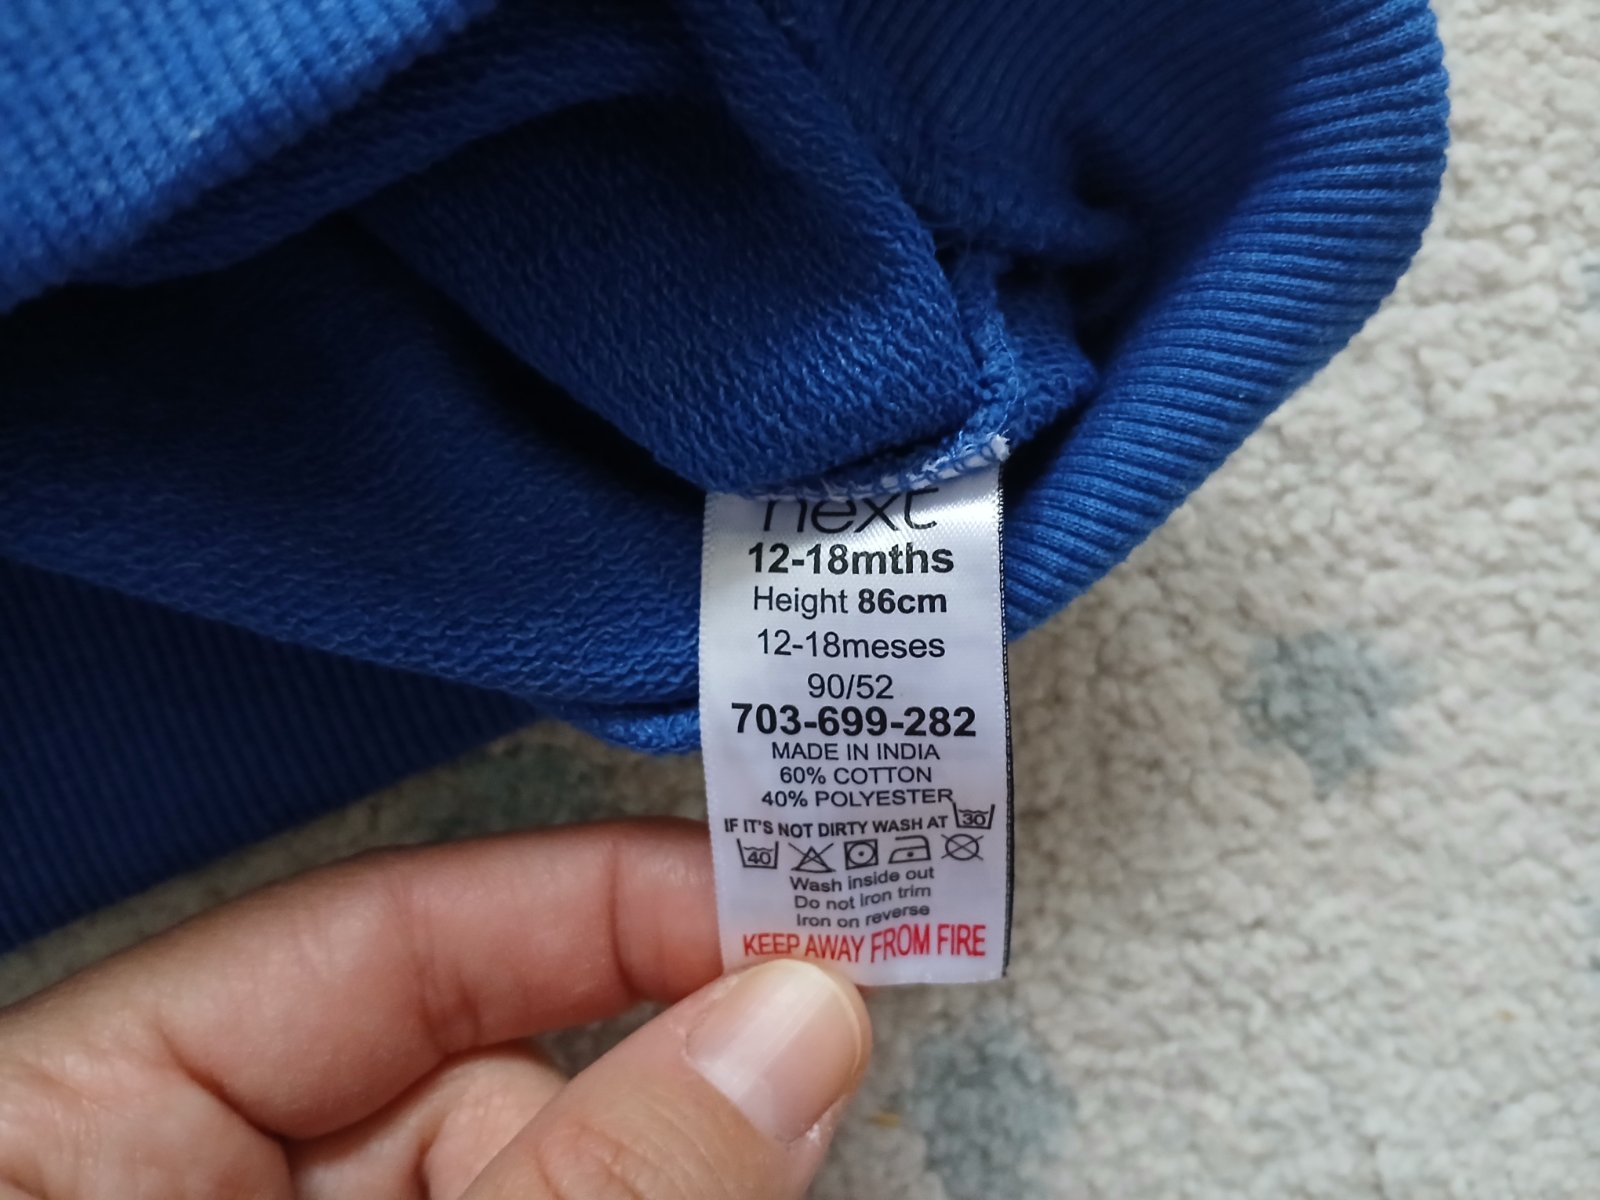 next
12-18mths
Height 86cm
12-18meses
90/52
703-699-282
MADE IN INDIA
60% COTTON
40% POLYESTER
IF IT'S NOT DIRTY WASH AT 30
40
Wash inside out
Do not iron trim
Iron on reverse
KEEP AWAY FROM FIRE